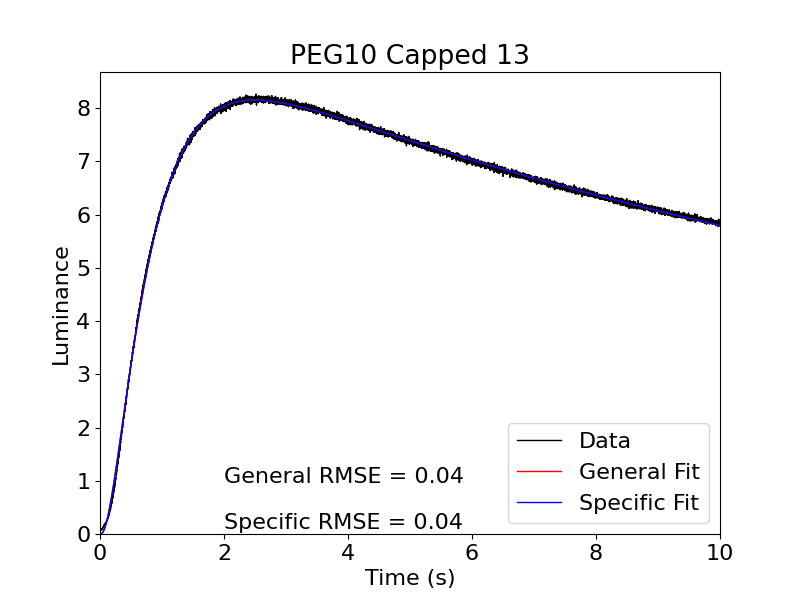 PEG10 Capped 13
Luminance
8
7
6
5
4
3
2
1
0
General RMSE = 0.04
Specific RMSE = 0.04
Data
General Fit
Specific Fit
0 2 4 6 8 10
Time (s)